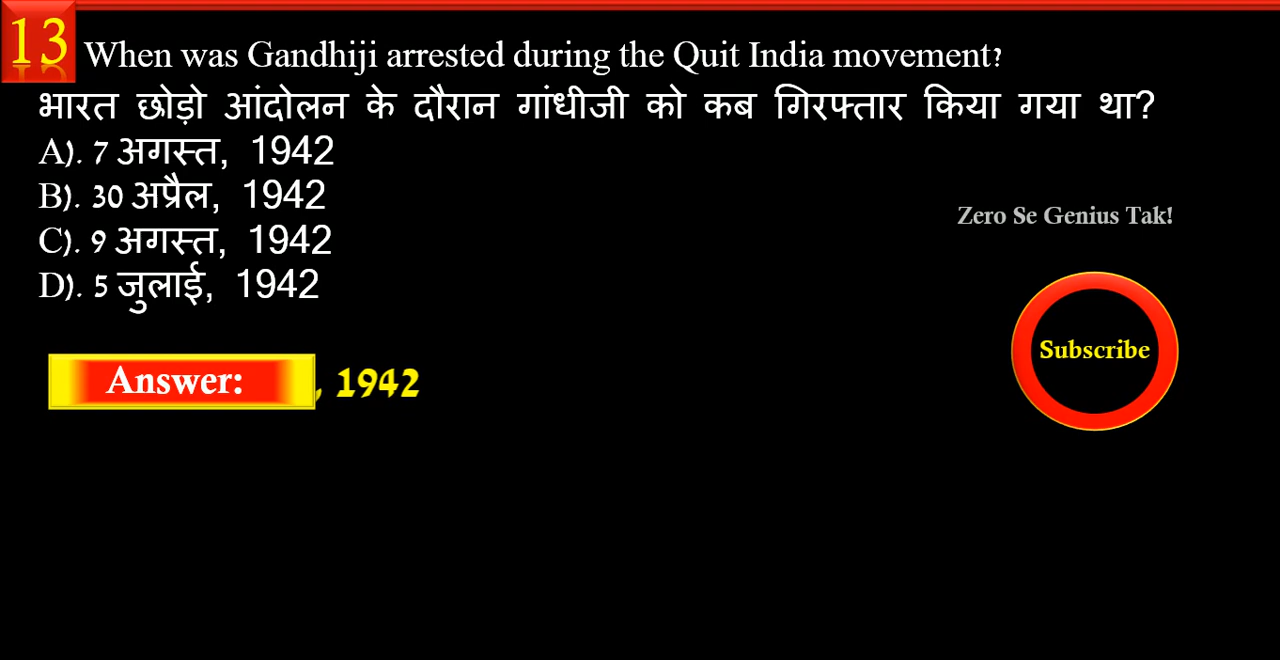 13 When was Gandhiji arrested during the Quit India movement?
भारत छोड़ो आंदोलन के दौरान गांधीजी को कब गिरफ्तार किया गया था?
A). 7 अगस्त, 1942
B). 30 अप्रैल, 1942
C). 9 अगस्त, 1942
D). 5 जुलाई, 1942
Zero Se Genius Tak!
Subscribe
Answer: , 1942